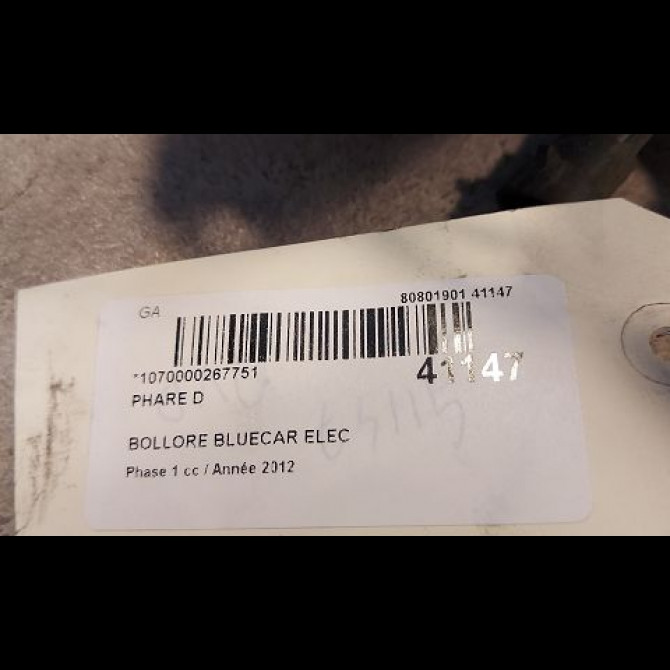 GA
80801901 41147
*1070000267751
41147
PHARE D
BOLLORE BLUECAR ELEC
Phase 1 cc / Année 2012